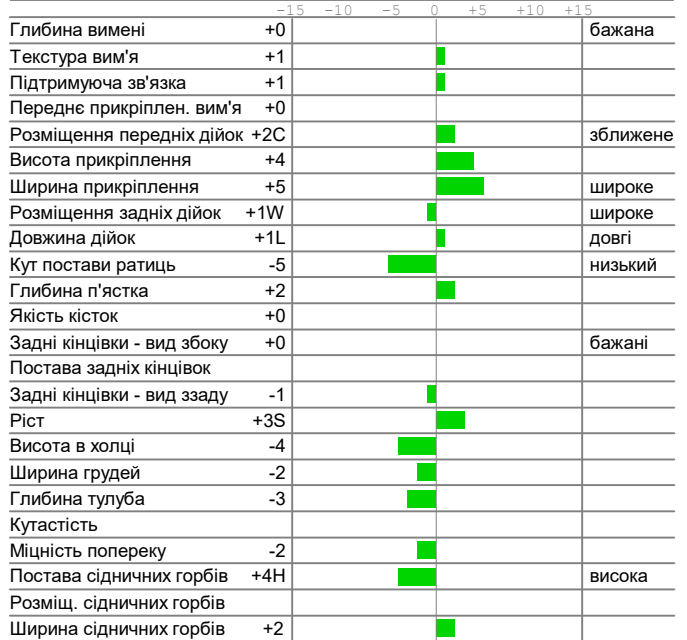 -15 -10 -5 0 +5 +10 +15
Глибина вимені +0 бажана
Текстура вим'я +1
Підтримуюча зв'язка +1
Переднє прикріплен. вим'я +0
Розміщення передніх дійок +2C зближене
Висота прикріплення +4
Ширина прикріплення +5 широке
Розміщення задніх дійок +1W широке
Довжина дійок +1L довгі
Кут постави ратиць -5 низький
Глибина п'ястка +2
Якість кісток +0
Задні кінцівки - вид збоку +0 бажані
Постава задніх кінцівок
Задні кінцівки - вид ззаду -1
Ріст +3S
Висота в холці -4
Ширина грудей -2
Глибина тулуба -3
Кутастість
Міцність попереку -2
Постава сідничних горбів +4H висока
Розміщ. сідничних горбів
Ширина сідничних горбів +2